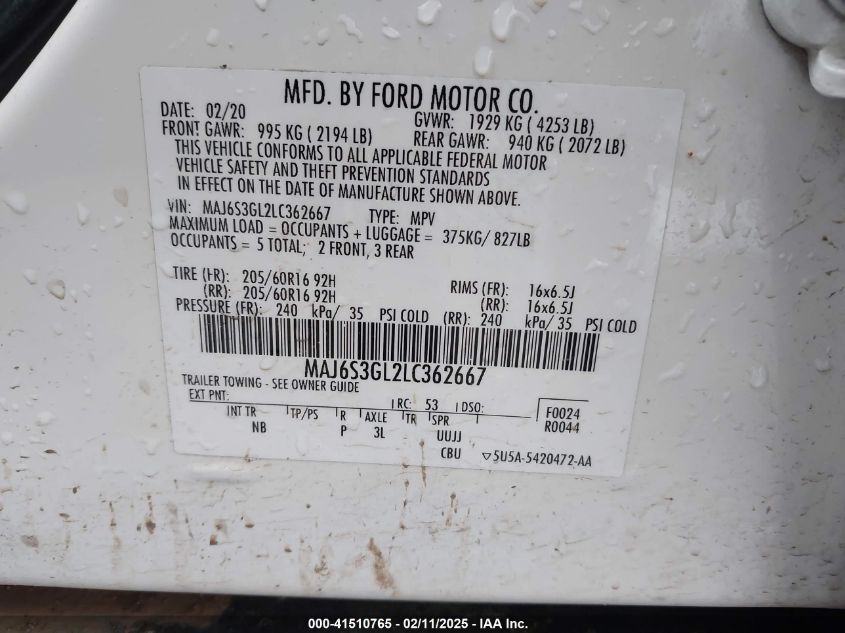 MFD. BY FORD MOTOR CO.
DATE: 02/20 GVWR: 1929 KG ( 4253 LB)
FRONT GAWR: 995 KG ( 2194 LB) REAR GAWR: 940 KG ( 2072 LB)
THIS VEHICLE CONFORMS TO ALL APPLICABLE FEDERAL MOTOR
VEHICLE SAFETY AND THEFT PREVENTION STANDARDS
IN EFFECT ON THE DATE OF MANUFACTURE SHOWN ABOVE.
VIN: MAJ6S3GL2LC362667 TYPE: MPV
MAXIMUM LOAD = OCCUPANTS + LUGGAGE = 375KG/ 827LB
OCCUPANTS = 5 TOTAL; 2 FRONT, 3 REAR
TIRE (FR): 205/60R16 92H RIMS (FR): 16x6.5J
(RR): 205/60R16 92H (RR): 16x6.5J
PRESSURE (FR): 240 kPa/ 35 PSI COLD (RR): 240 kPa/ 35 PSI COLD
MAJ6S3GL2LC362667
TRAILER TOWING - SEE OWNER GUIDE
EXT PNT: RC: 53 DSO: F0024
INT TR TP/PS R AXLE TR SPR R0044
NB P 3L UUJJ
CBU 5U5A-5420472-AA
000-41510765 - 02/11/2025 - IAA Inc.